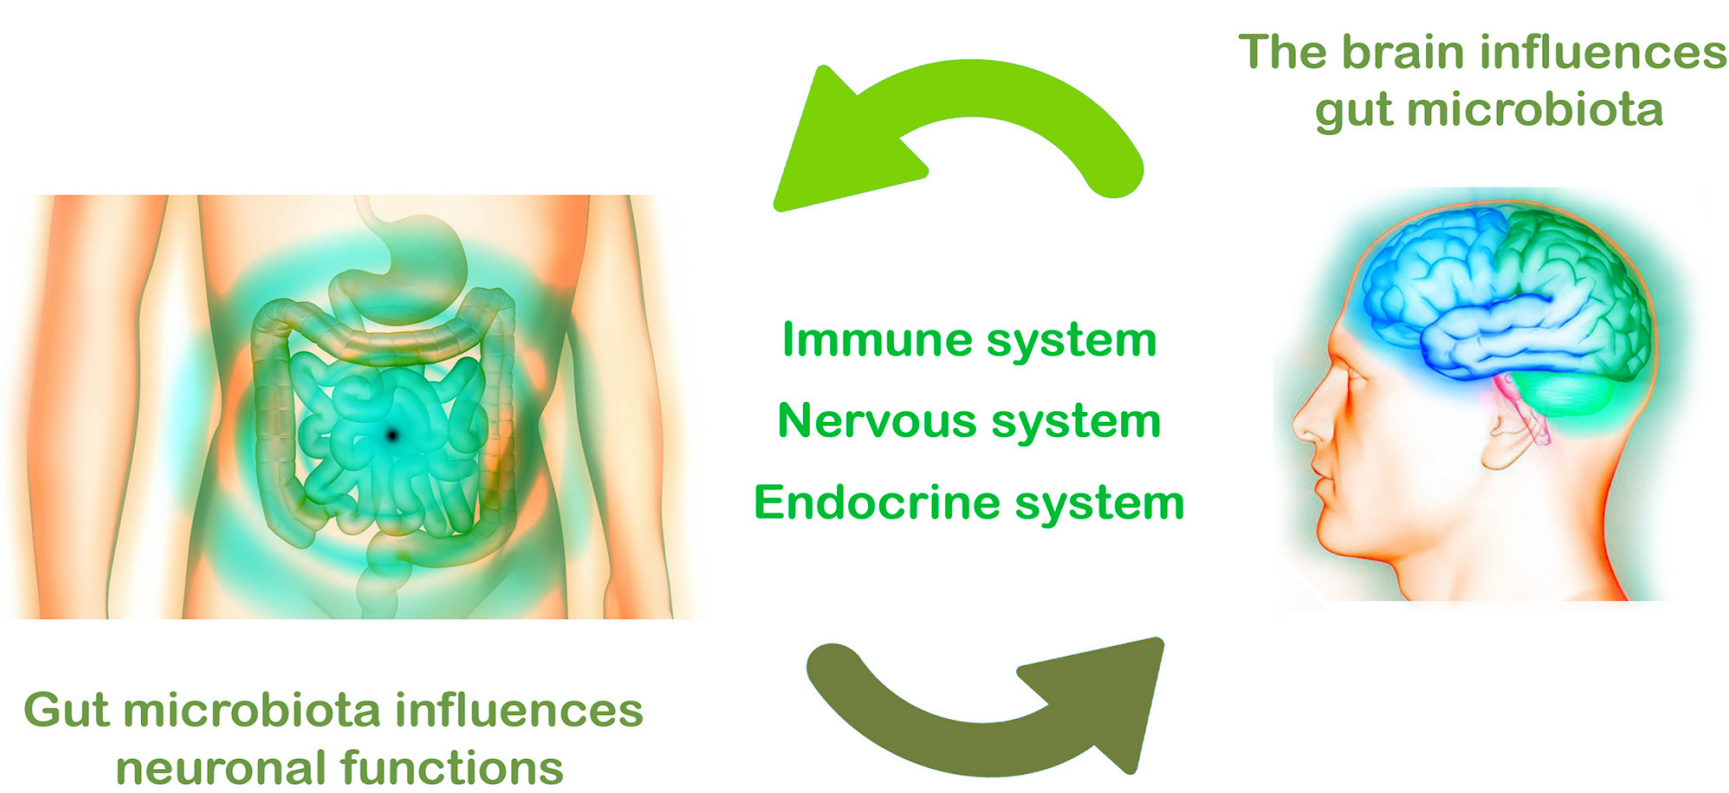 The brain influences
gut microbiota
Immune system
Nervous system
Endocrine system
Gut microbiota influences
neuronal functions